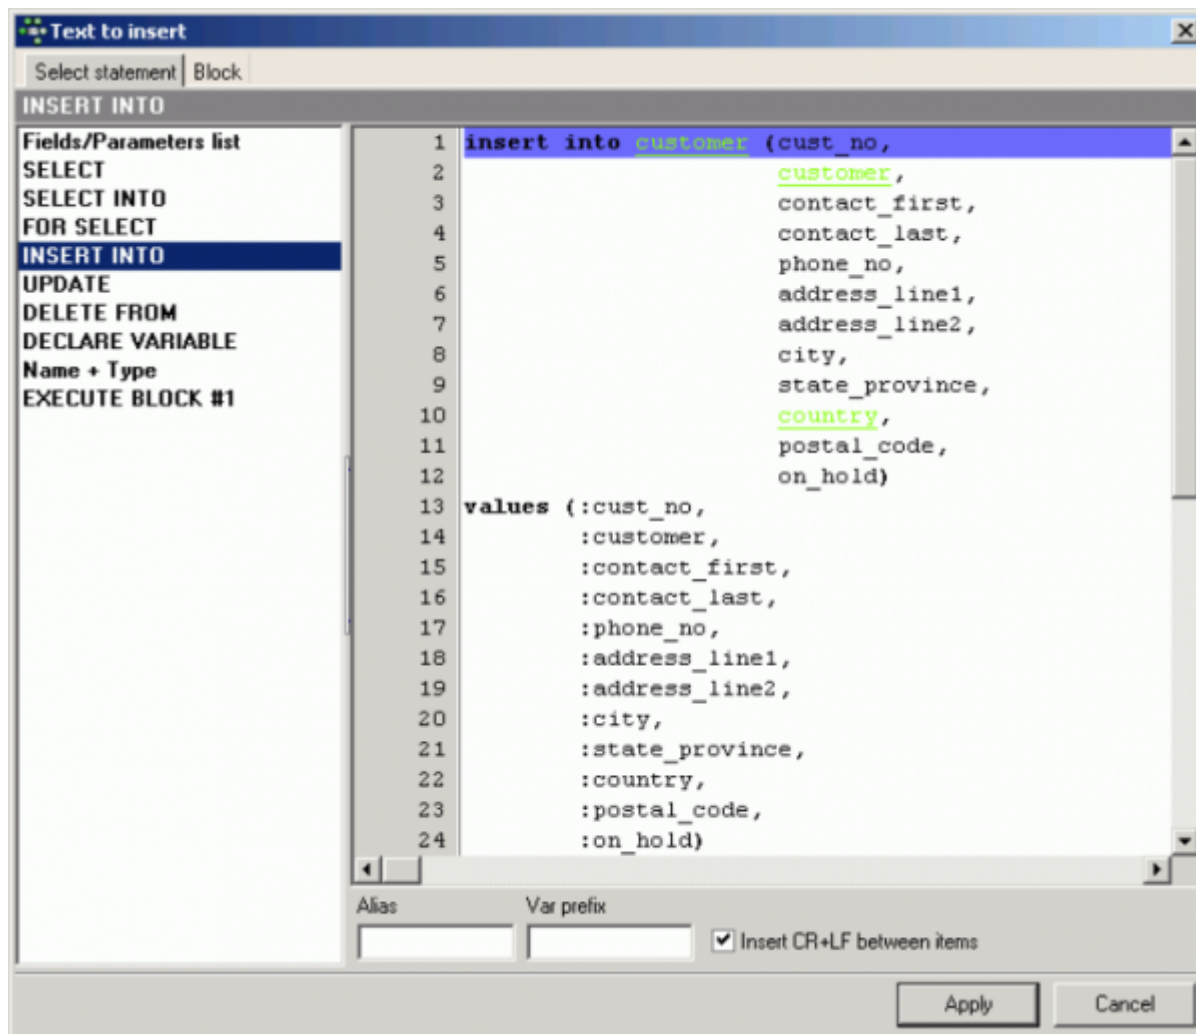 Text to insert
Select statement Block
INSERT INTO
Fields/Parameters list
SELECT
SELECT INTO
FOR SELECT
INSERT INTO
UPDATE
DELETE FROM
DECLARE VARIABLE
Name + Type
EXECUTE BLOCK #1
1 insert into customer (cust_no,
2 customer,
3 contact_first,
4 contact_last,
5 phone_no,
6 address_line1,
7 address_line2,
8 city,
9 state_province,
10 country,
11 postal_code,
12 on_hold)
13 values (:cust_no,
14 :customer,
15 :contact_first,
16 :contact_last,
17 :phone_no,
18 :address_line1,
19 :address_line2,
20 :city,
21 :state_province,
22 :country,
23 :postal_code,
24 :on_hold)
Alias Var prefix
Insert CR+LF between items
Apply Cancel